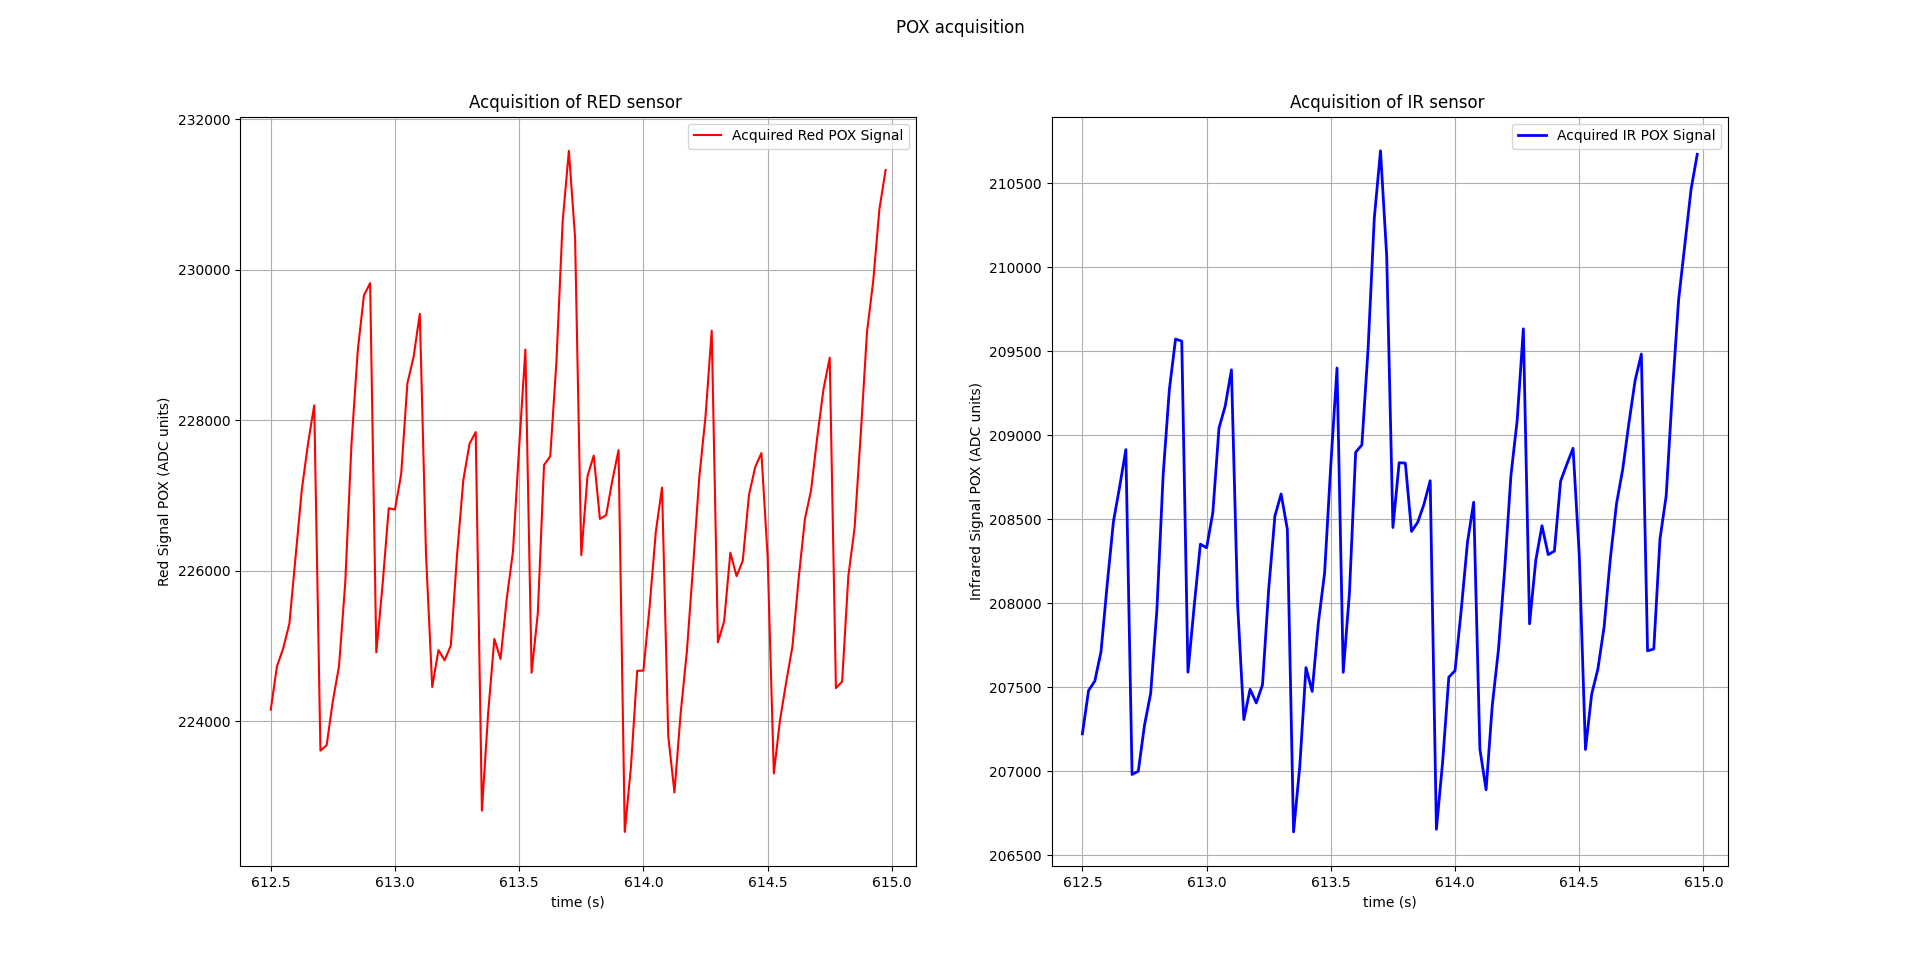 POX acquisition
Acquisition of RED sensor
Acquired Red POX Signal
232000
230000
228000
226000
224000
Red Signal POX (ADC units)
612.5 613.0 613.5 614.0 614.5 615.0
time (s)
Acquisition of IR sensor
Acquired IR POX Signal
210500
210000
209500
209000
208500
208000
207500
207000
206500
Infrared Signal POX (ADC units)
612.5 613.0 613.5 614.0 614.5 615.0
time (s)